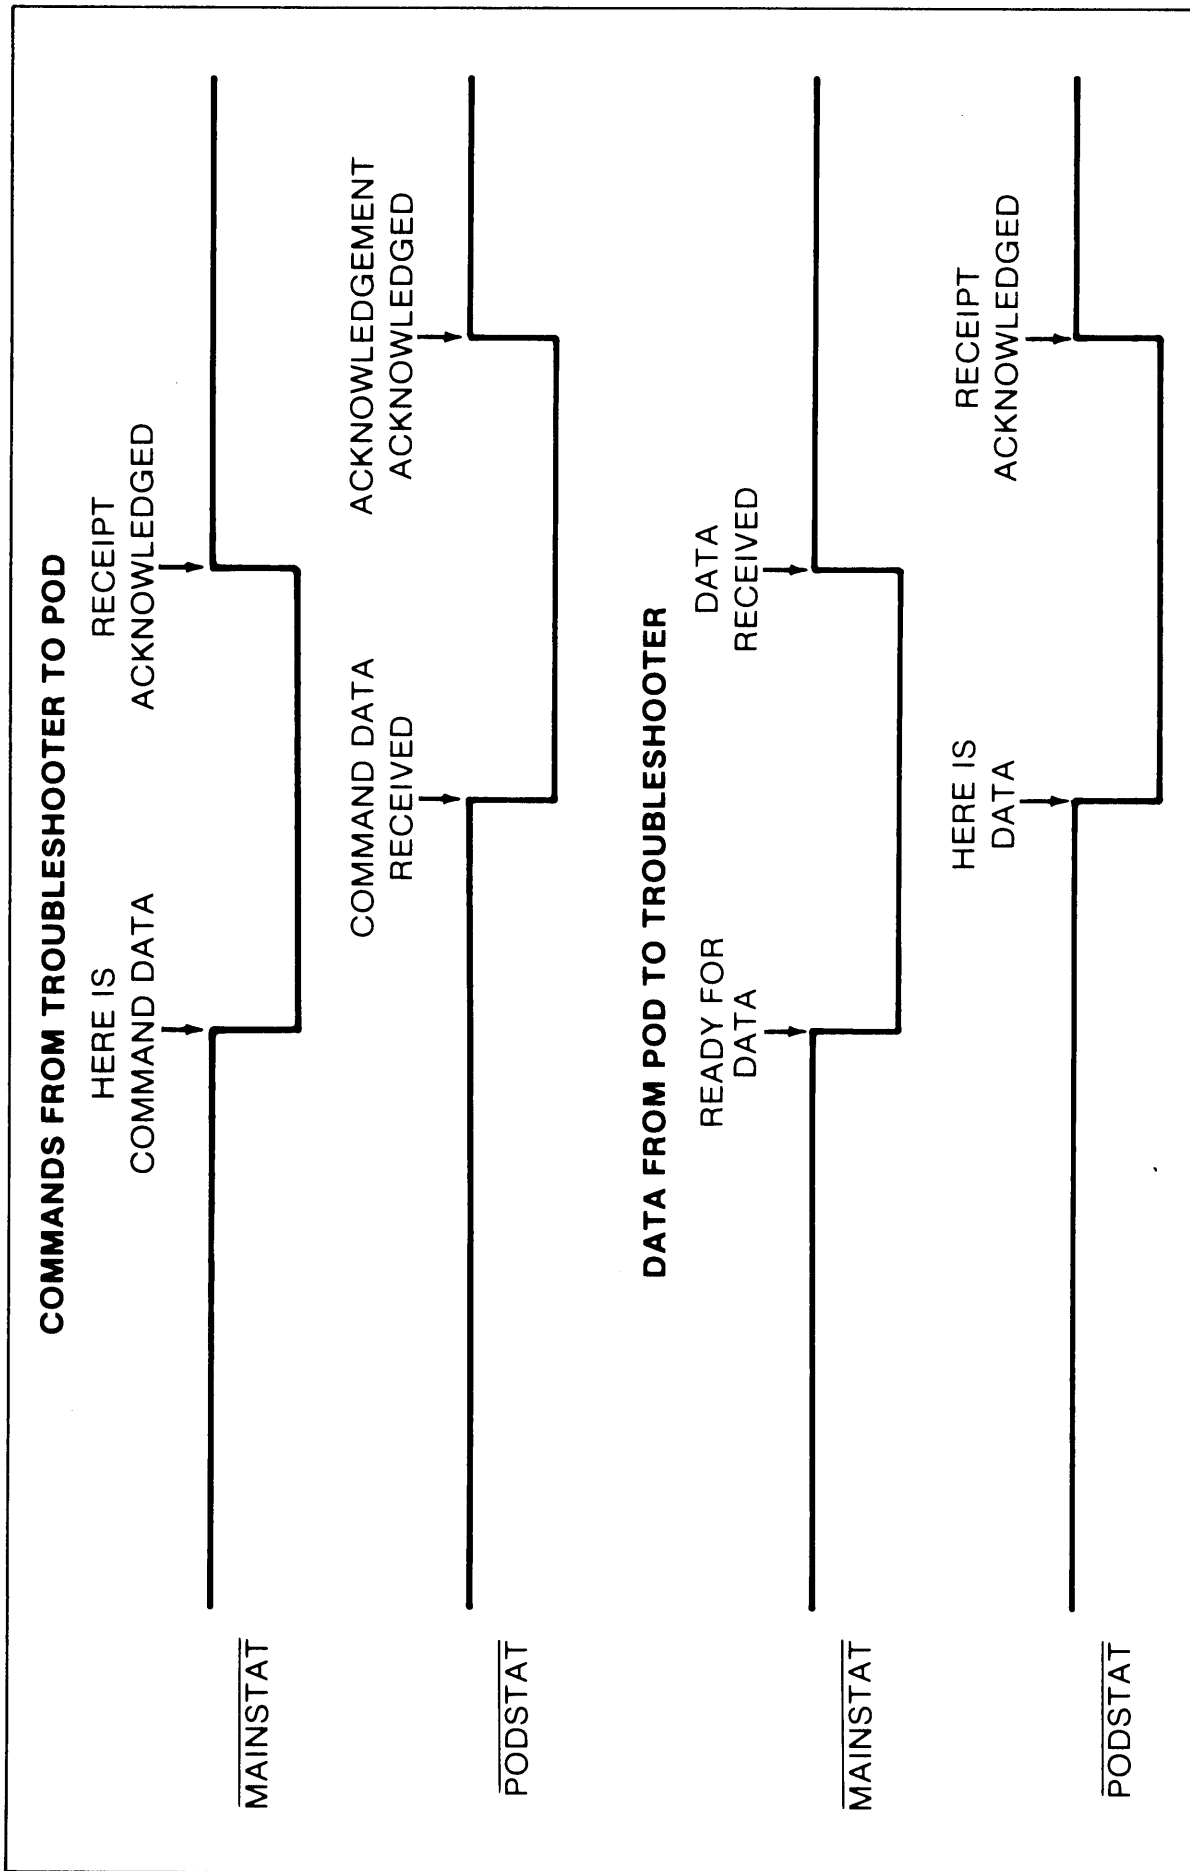 COMMANDS FROM TROUBLESHOOTER TO POD
HERE IS
COMMAND DATA
RECEIPT
ACKNOWLEDGED
MAINSTAT
COMMAND DATA
RECEIVED
ACKNOWLEDGEMENT
ACKNOWLEDGED
PODSTAT
DATA FROM POD TO TROUBLESHOOTER
READY FOR
DATA
DATA
RECEIVED
MAINSTAT
HERE IS
DATA
RECEIPT
ACKNOWLEDGED
PODSTAT